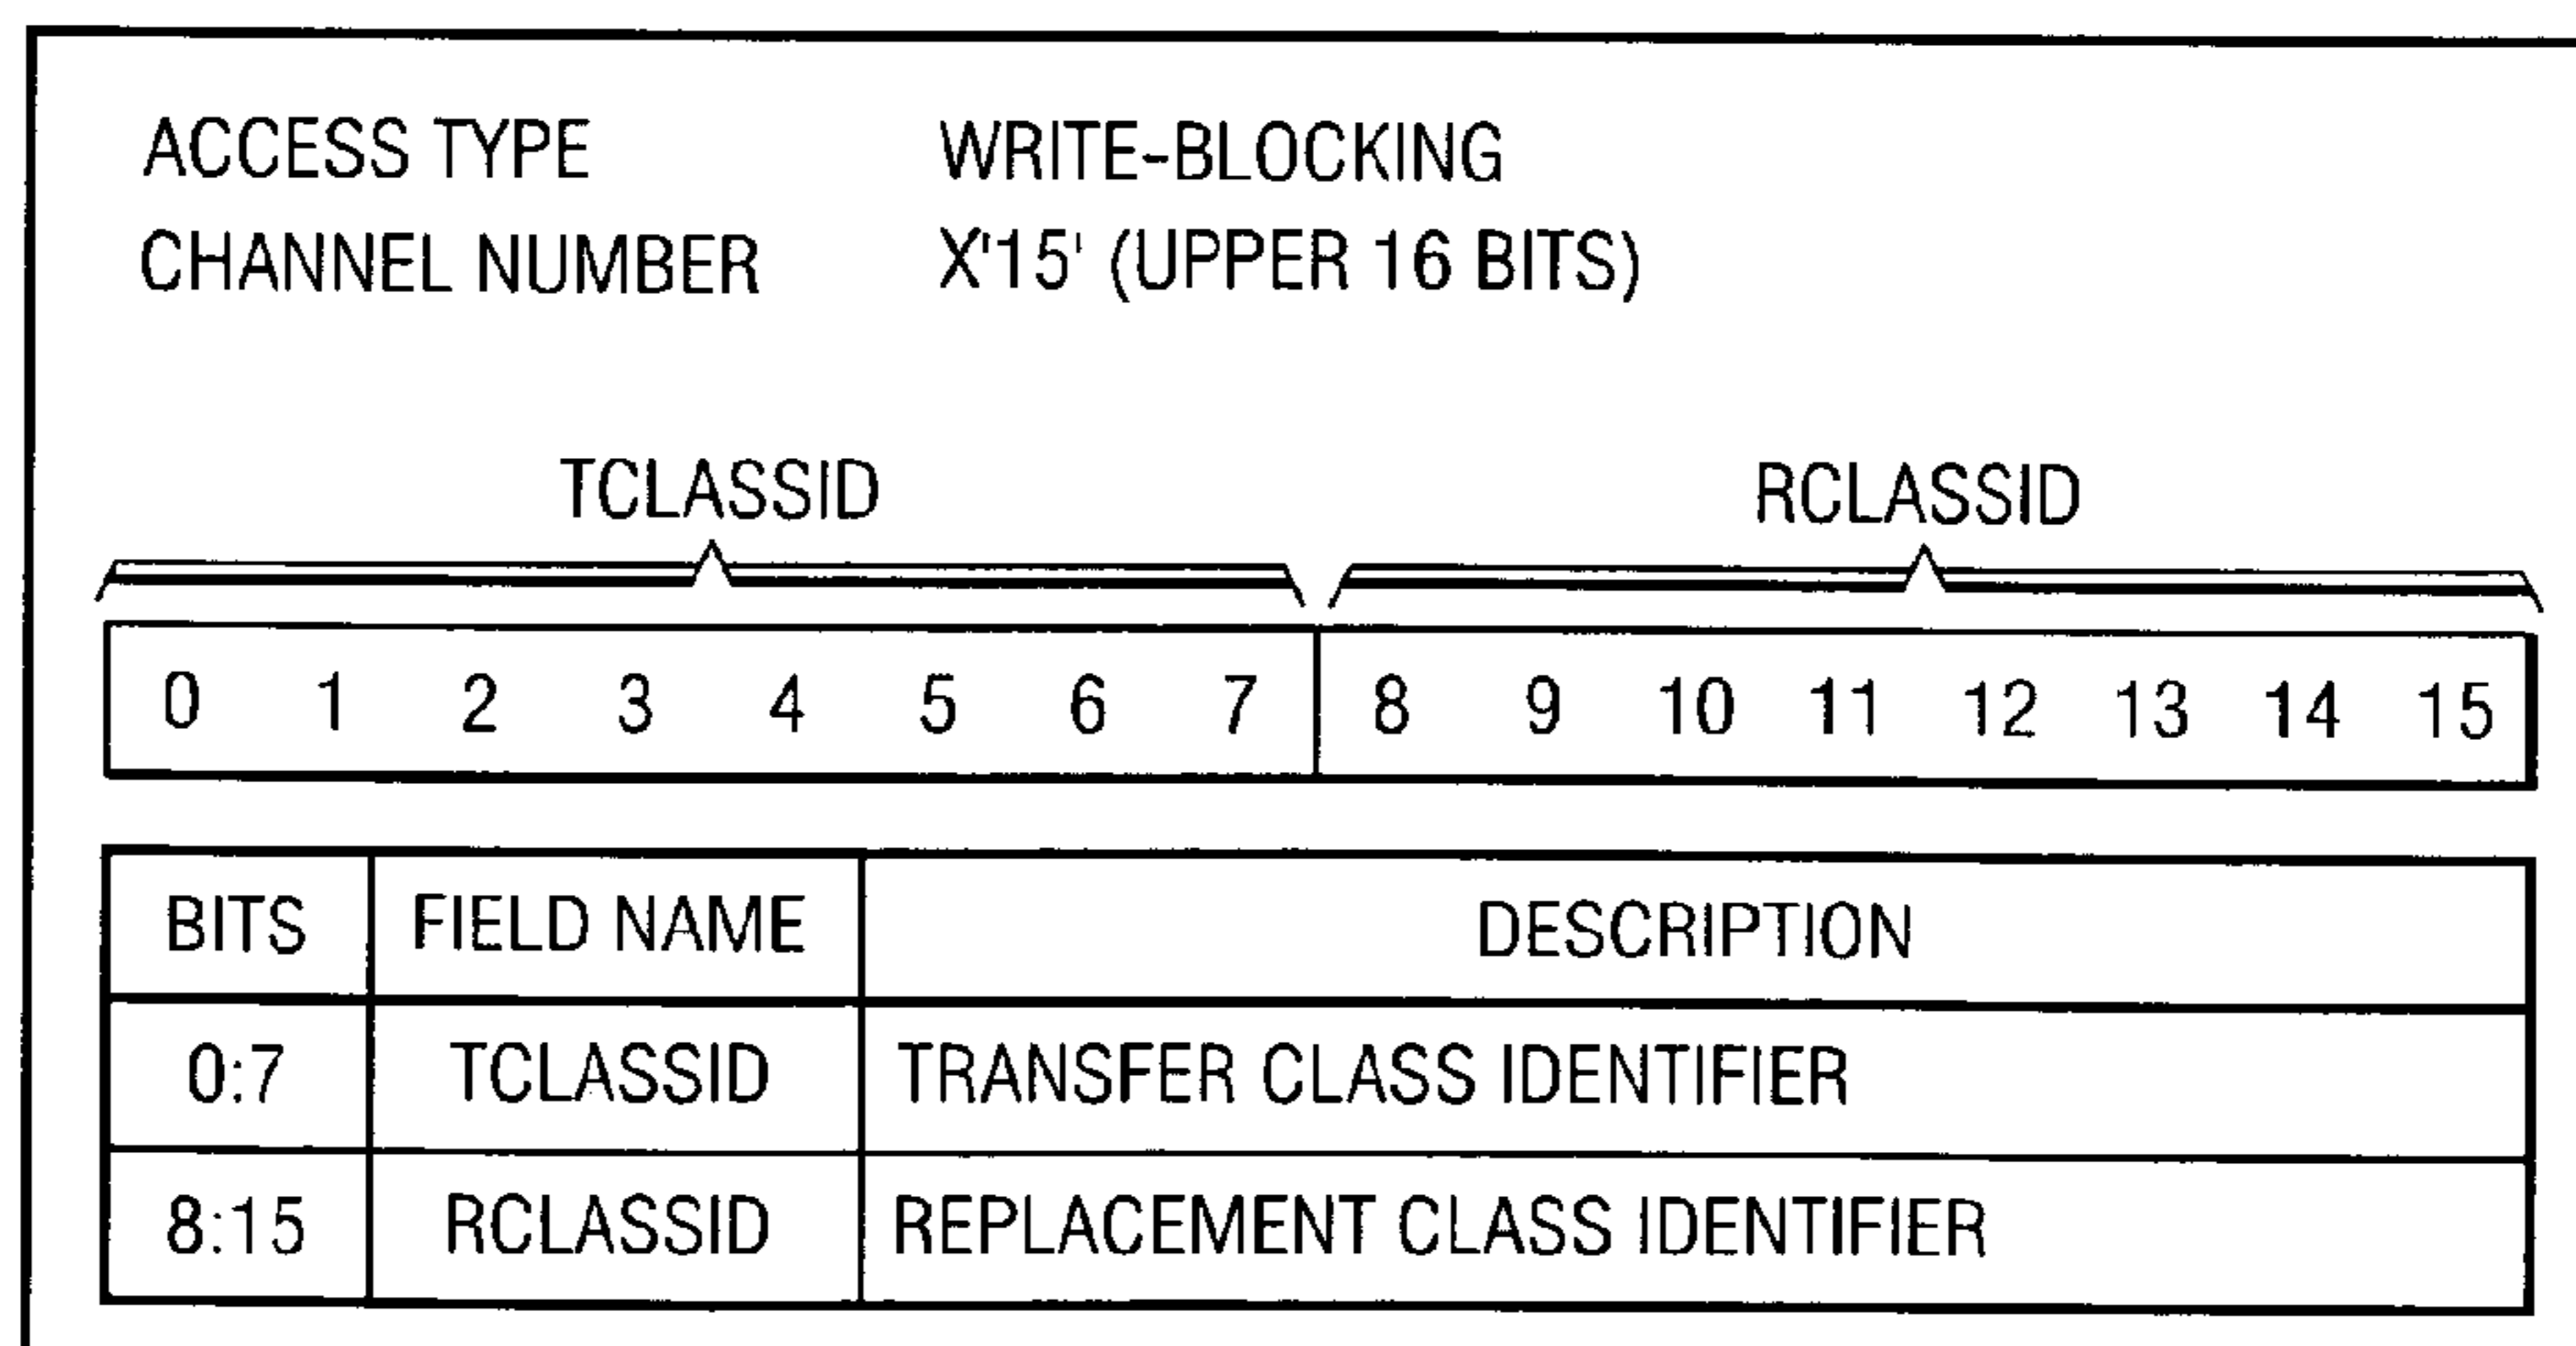 ACCESS TYPE WRITE-BLOCKING
CHANNEL NUMBER X'15' (UPPER 16 BITS)
TCLASSID RCLASSID
0 1 2 3 4 5 6 7 8 9 10 11 12 13 14 15
BITS FIELD NAME DESCRIPTION
0:7 TCLASSID TRANSFER CLASS IDENTIFIER
8:15 RCLASSID REPLACEMENT CLASS IDENTIFIER